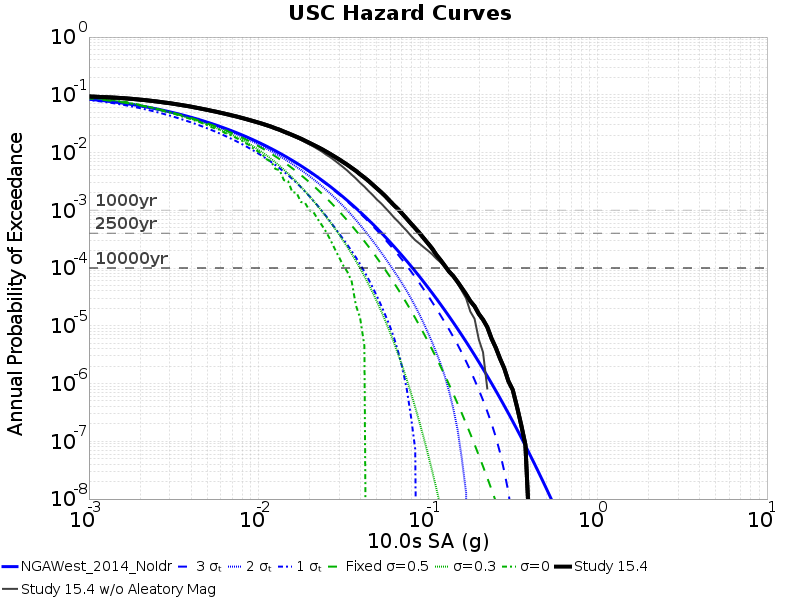 USC Hazard Curves
Annual Probability of Exceedance
10^0
10^-1
10^-2
10^-3
10^-4
10^-5
10^-6
10^-7
10^-8
1000yr
2500yr
10000yr
10^-3
10^-2
10^-1
10^0
10^1
10.0s SA (g)
NGAWest_2014_NoIdr 3 σₜ 2 σₜ 1 σₜ Fixed σ=0.5 σ=0.3 σ=0 Study 15.4
Study 15.4 w/o Aleatory Mag